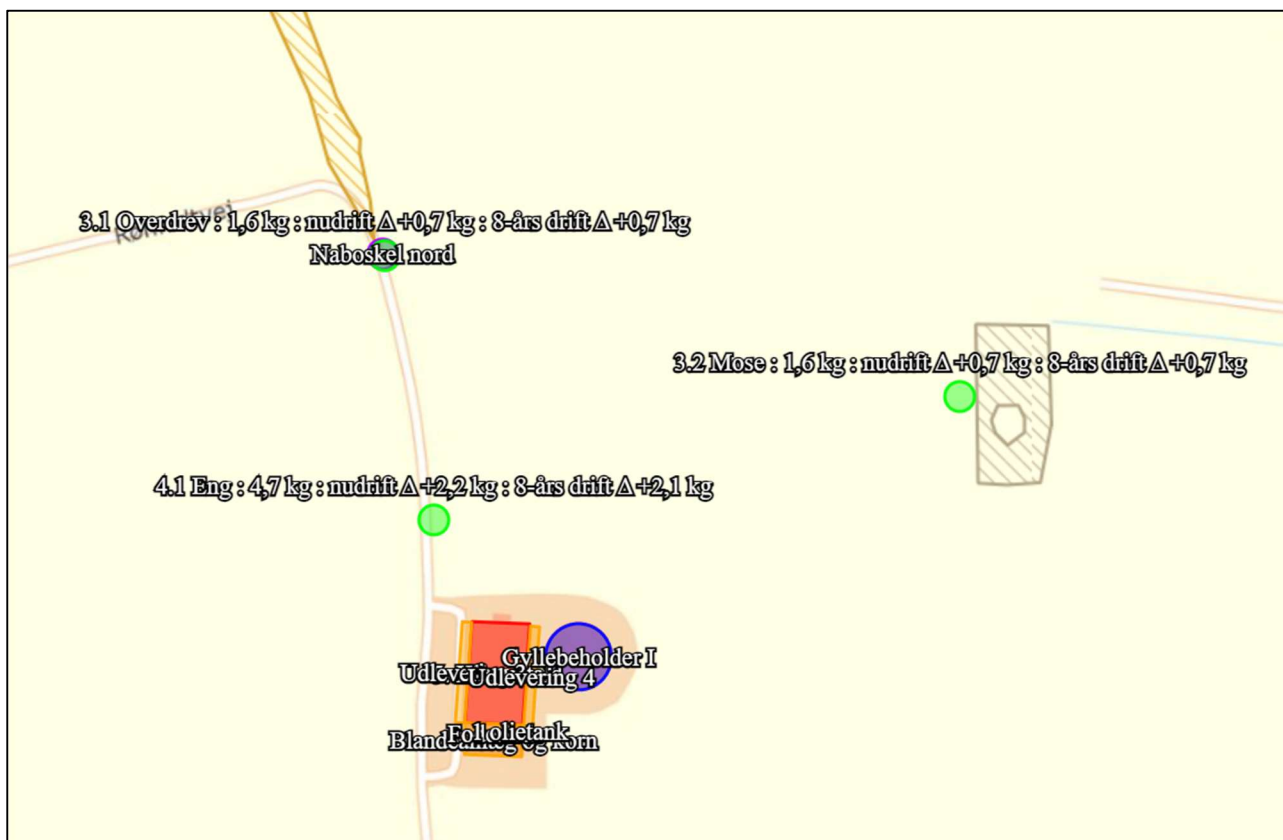 3.1 Overdrev : 1,6 kg : nudrift Δ +0,7 kg : 8-års drift Δ +0,7 kg
Naboskel nord
3.2 Mose : 1,6 kg : nudrift Δ +0,7 kg : 8-års drift Δ +0,7 kg
4.1 Eng : 4,7 kg : nudrift Δ +2,2 kg : 8-års drift Δ +2,1 kg
Gyllebeholder I
Udlevering 4